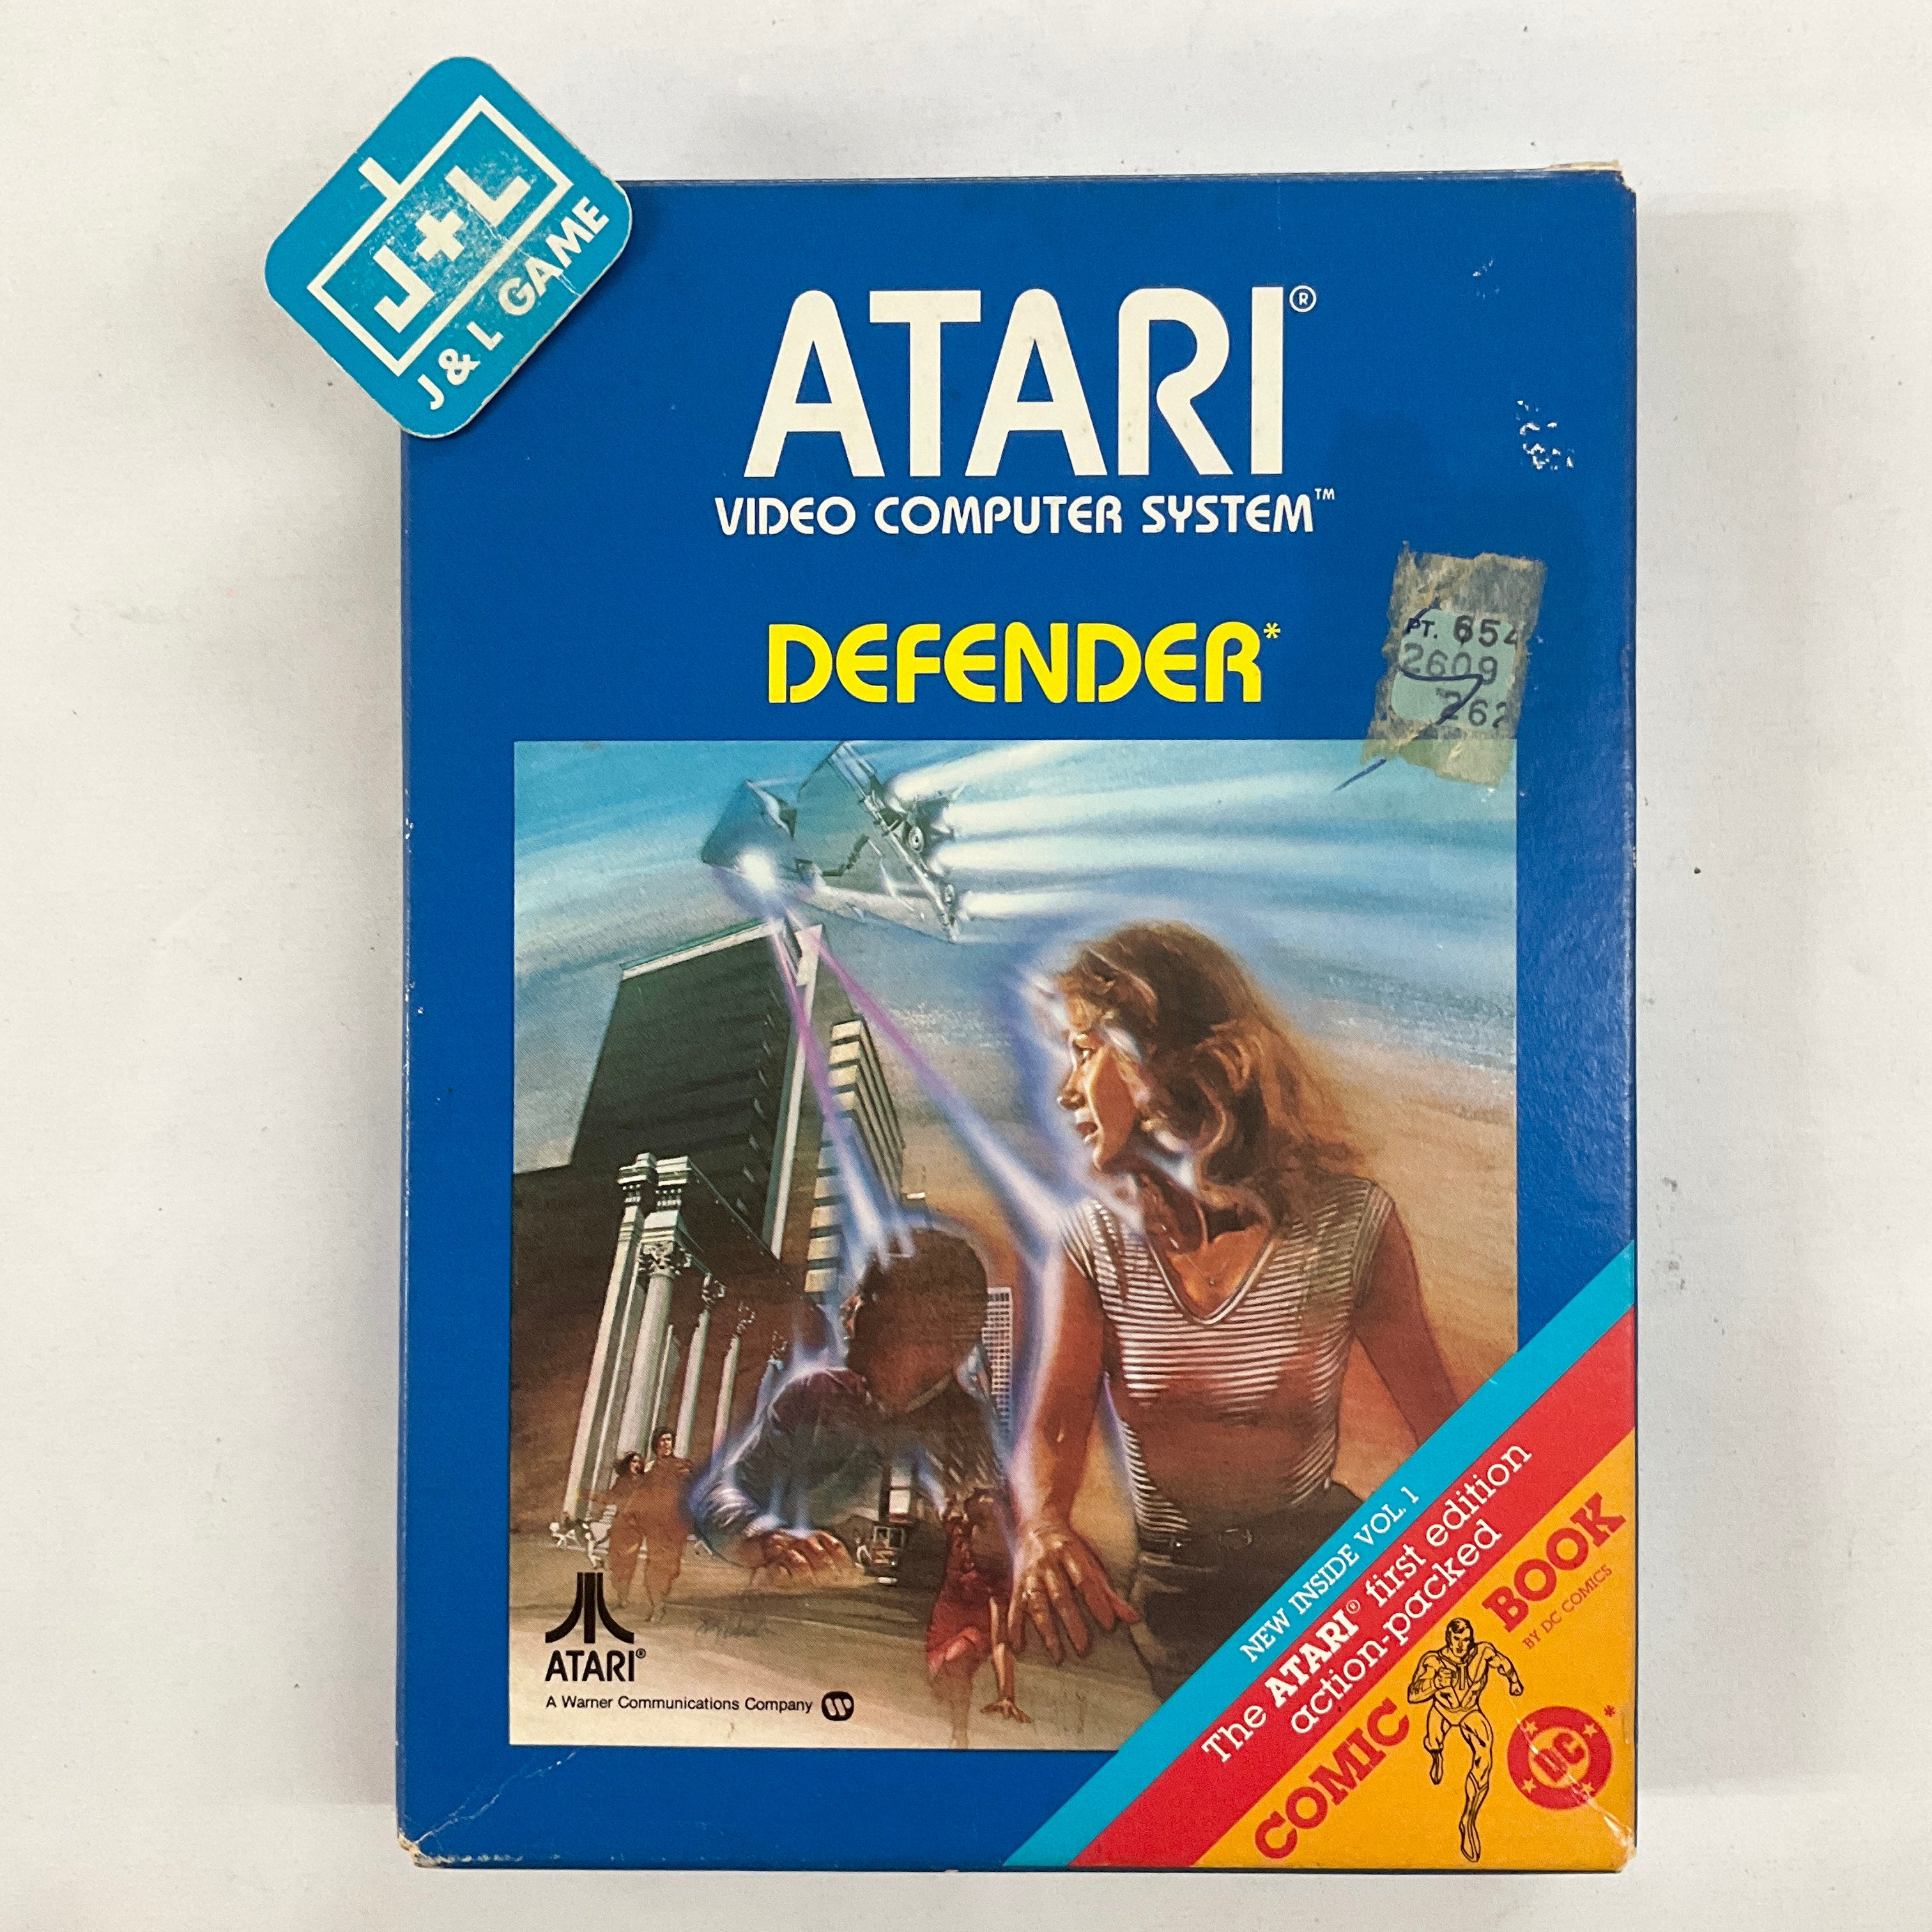 J+L
J & L GAME
ATARI®
VIDEO COMPUTER SYSTEM™
DEFENDER*
PT. 654
2609
262
ATARI®
A Warner Communications Company
NEW INSIDE VOL. 1
The ATARI® first edition
action-packed
COMIC BOOK
BY DC COMICS
DC*